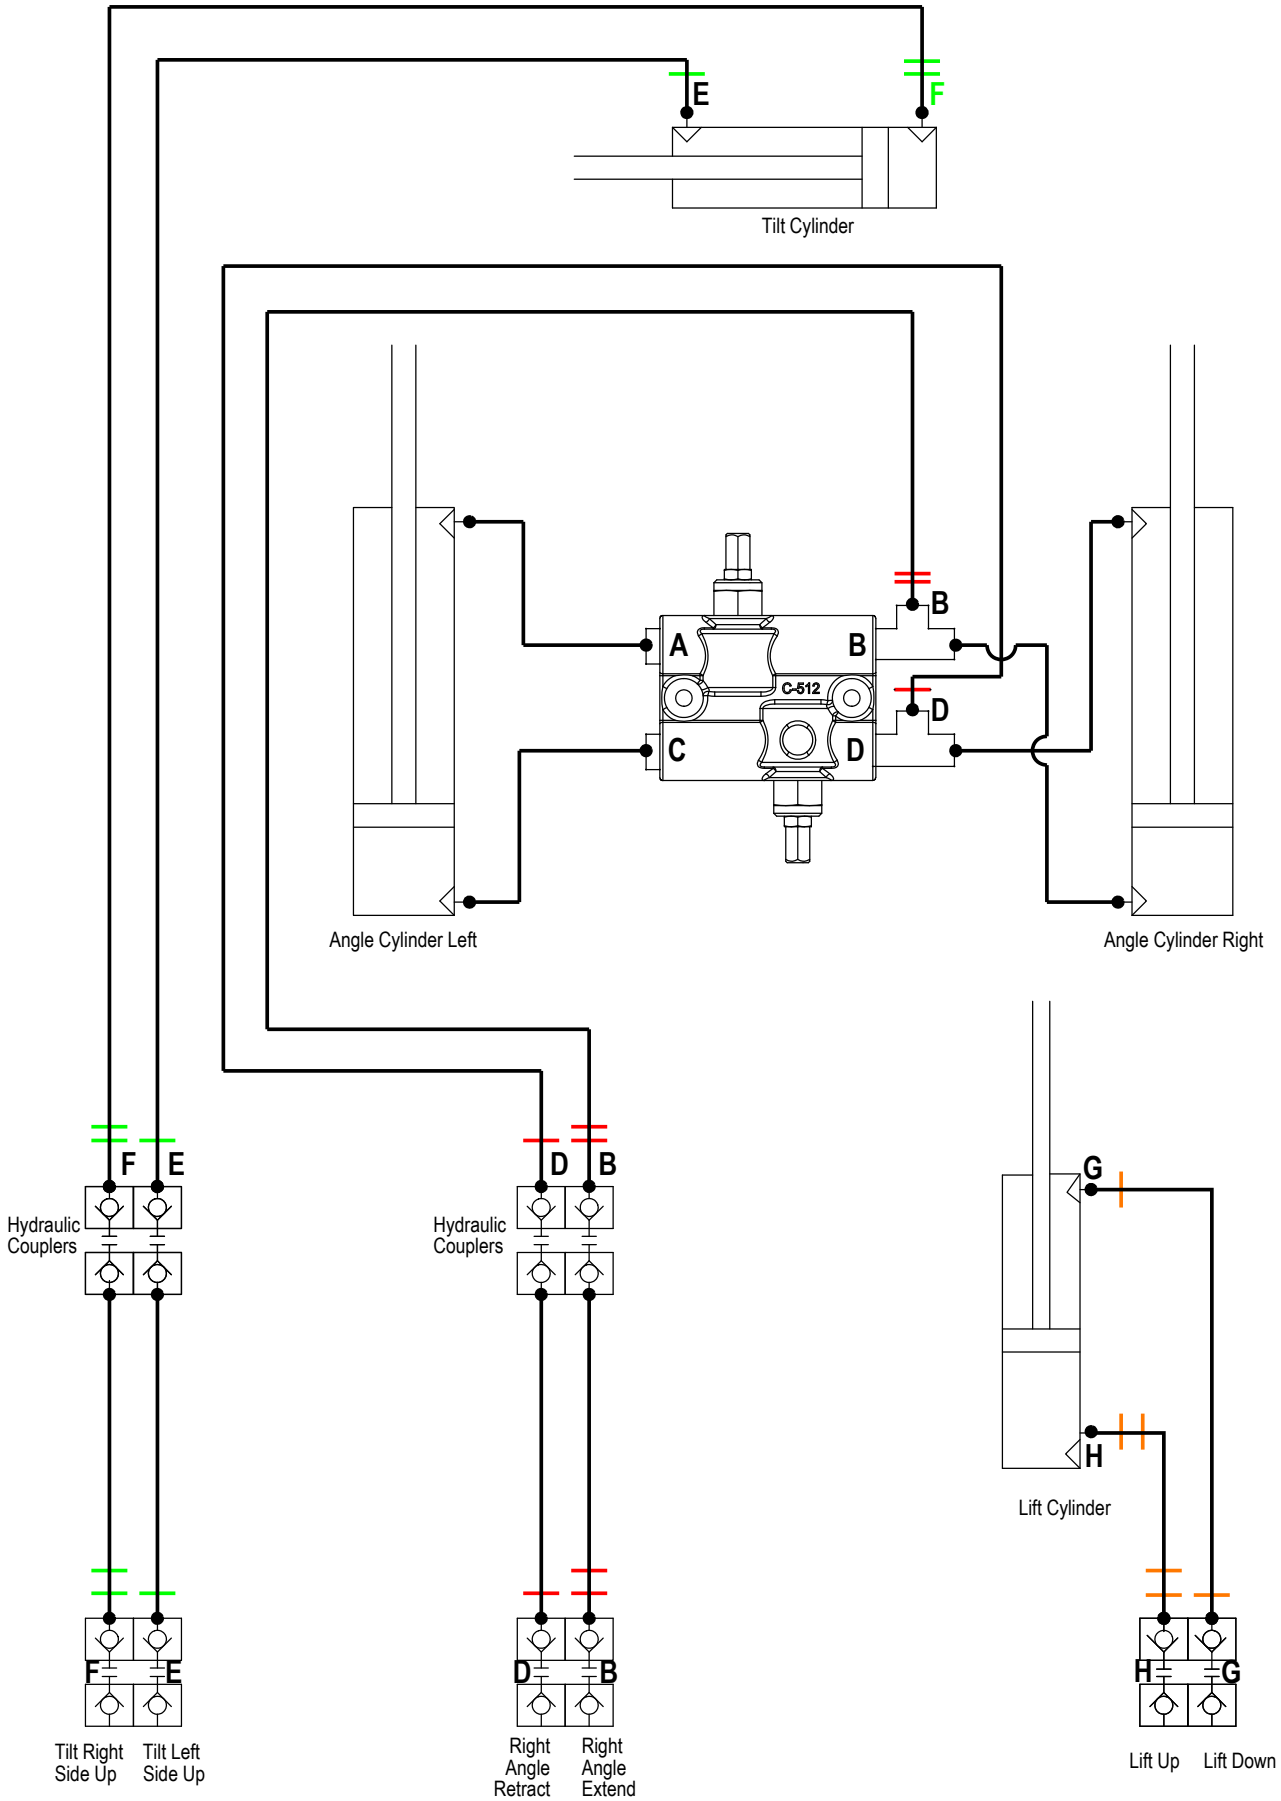 E
F
Tilt Cylinder
B
A
B
C-512
D
C
D
Angle Cylinder Left
Angle Cylinder Right
F
E
D
B
G
Hydraulic
Couplers
Hydraulic
Couplers
H
Lift Cylinder
F
E
D
B
H
G
Tilt Right
Side Up
Tilt Left
Side Up
Right
Angle
Retract
Right
Angle
Extend
Lift Up
Lift Down